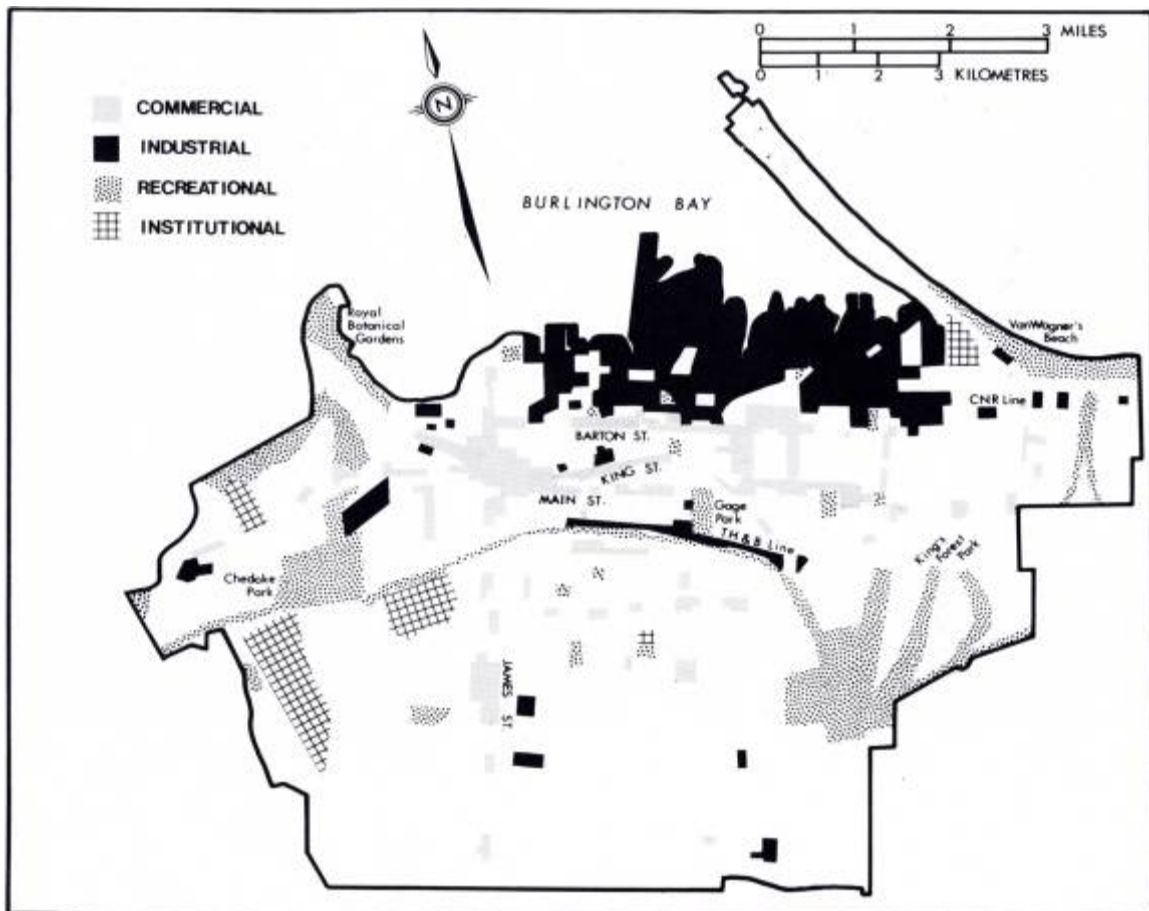 0 1 2 3 MILES
0 1 2 3 KILOMETRES
N
COMMERCIAL
INDUSTRIAL
RECREATIONAL
INSTITUTIONAL
BURLINGTON BAY
Royal
Botanical
Gardens
Van Wagner's
Beach
CNR Line
BARTON ST.
KING ST.
MAIN ST.
Gage
Park
TH&B Line
King's
Forest
Park
Chedoke
Park
JAMES ST.